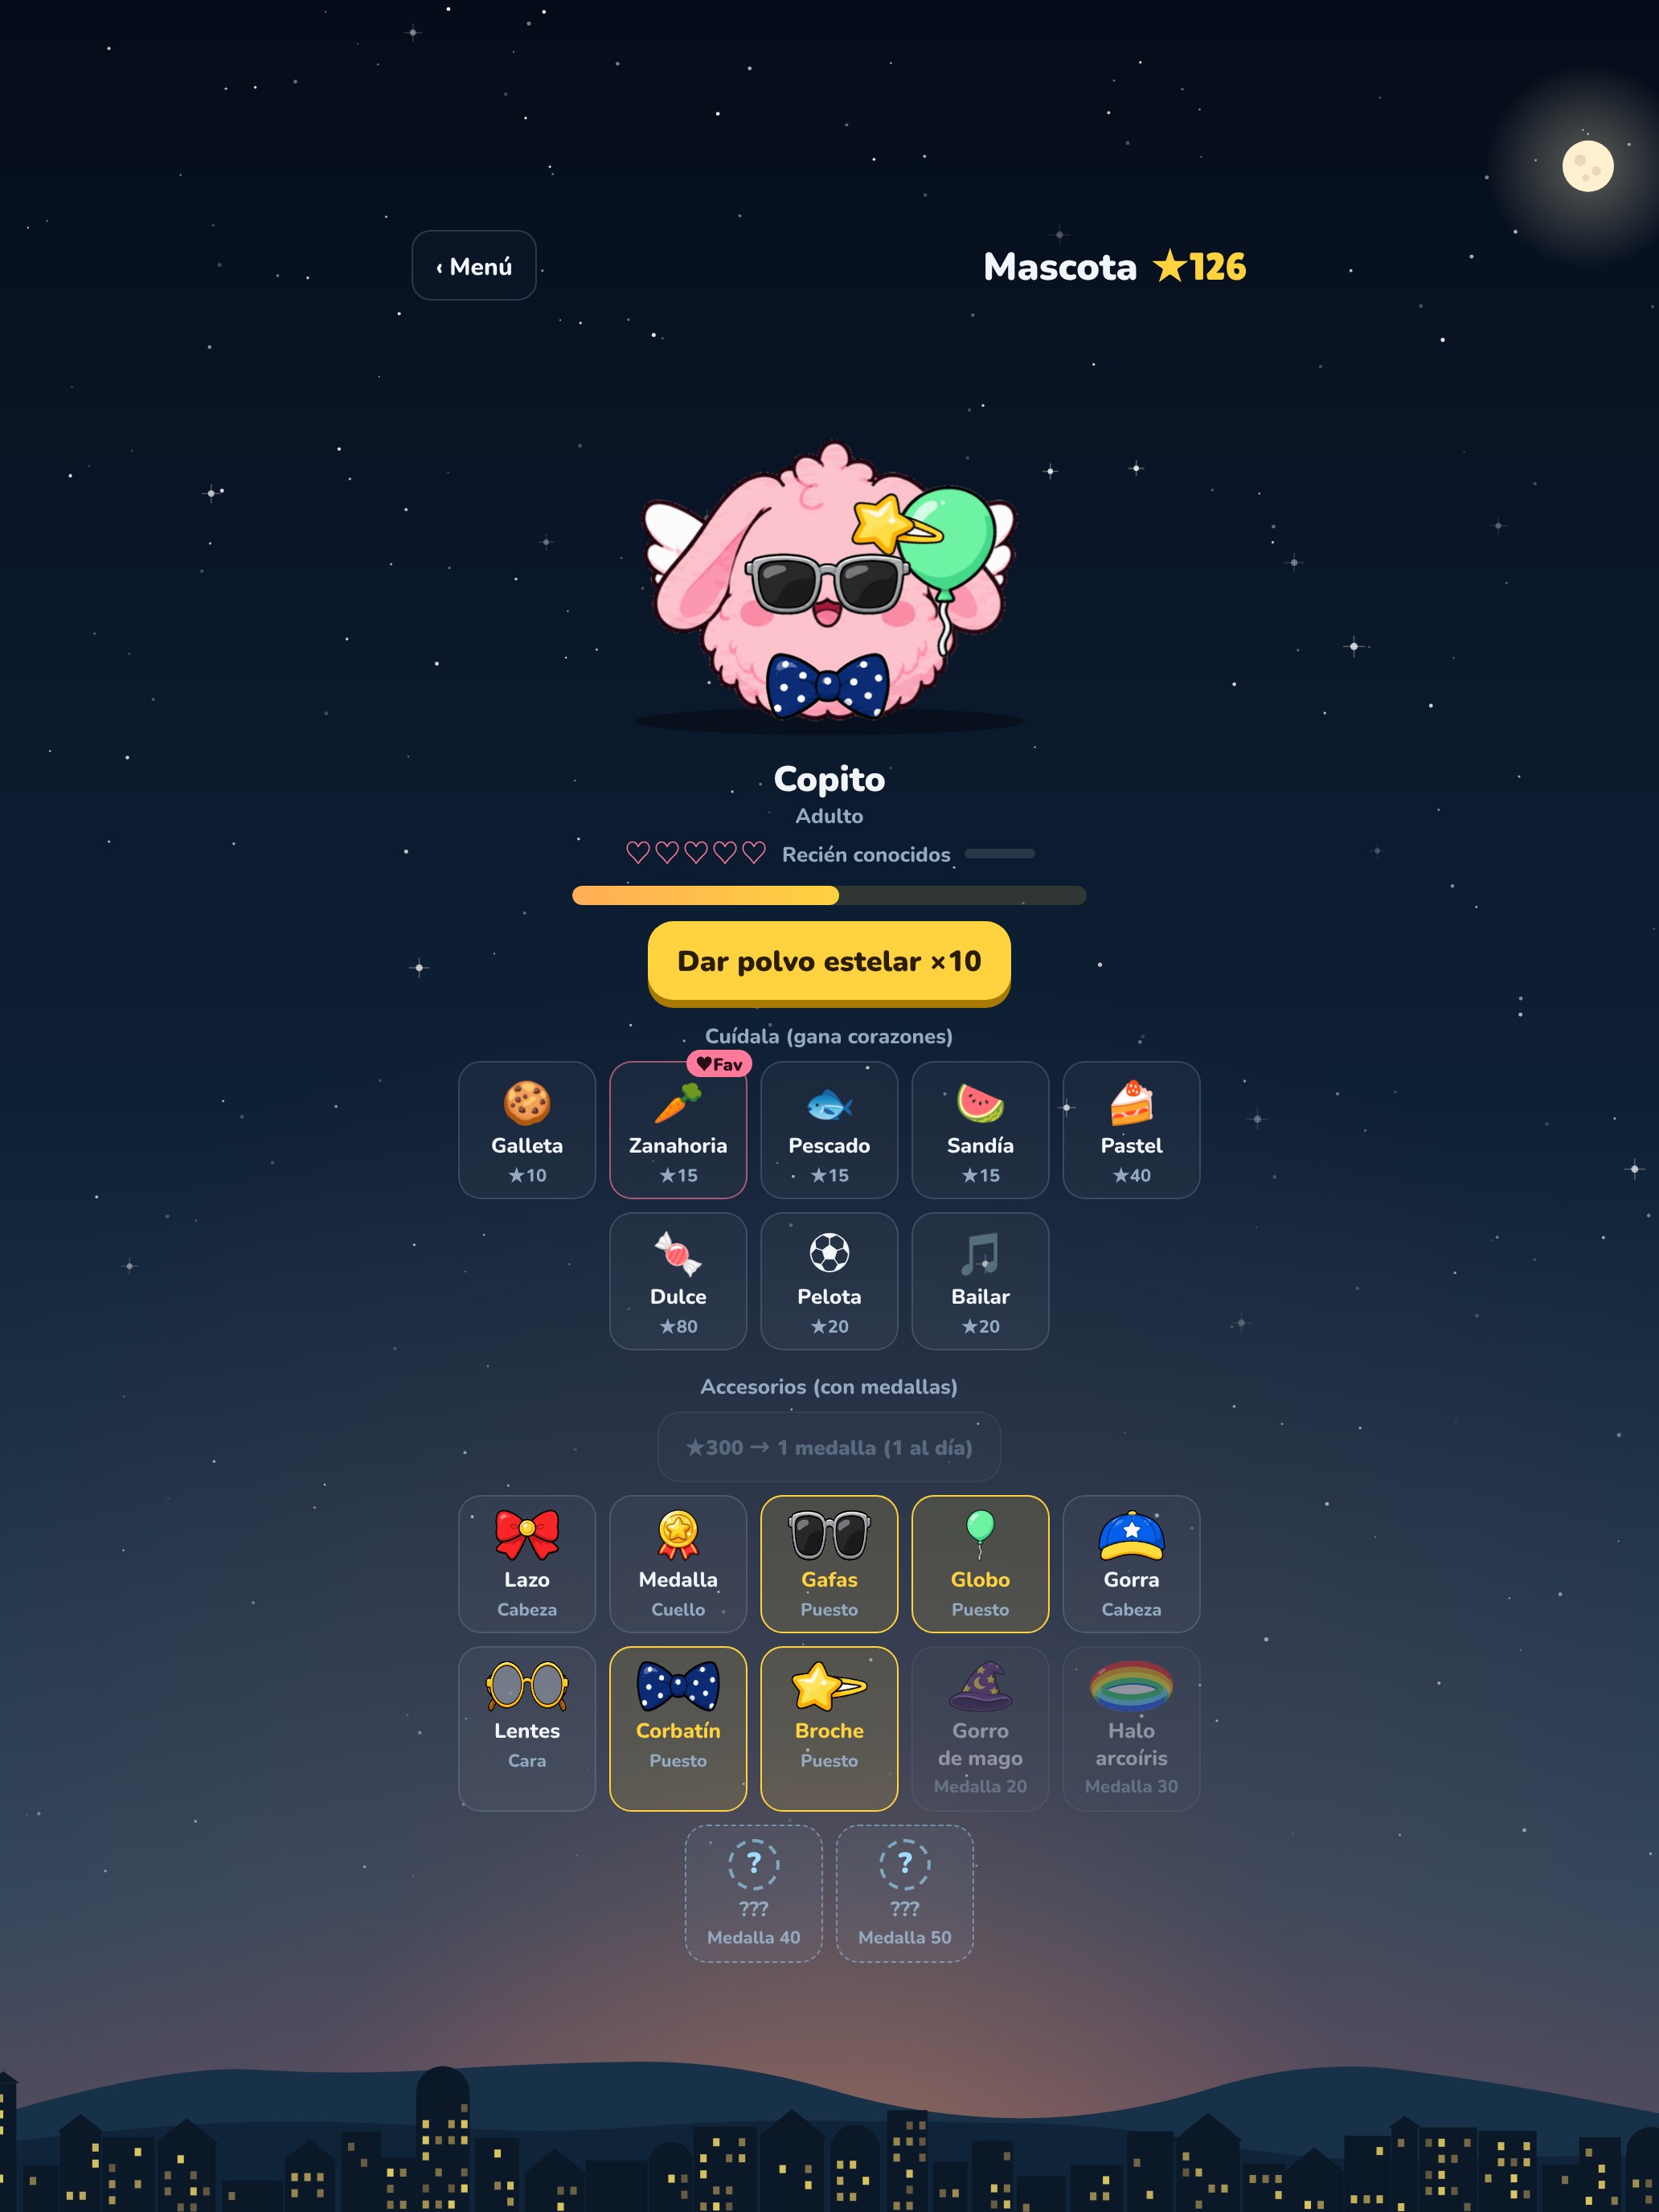 ‹ Menú
Mascota ★126
Copito
Adulto
♡♡♡♡♡ Recién conocidos
Dar polvo estelar ×10
Cuídala (gana corazones)
♥Fav
Galleta
★10
Zanahoria
★15
Pescado
★15
Sandía
★15
Pastel
★40
Dulce
★80
Pelota
★20
Bailar
★20
Accesorios (con medallas)
★300 → 1 medalla (1 al día)
Lazo
Cabeza
Medalla
Cuello
Gafas
Puesto
Globo
Puesto
Gorra
Cabeza
Lentes
Cara
Corbatín
Puesto
Broche
Puesto
Gorro
de mago
Medalla 20
Halo
arcoíris
Medalla 30
?
???
Medalla 40
?
???
Medalla 50